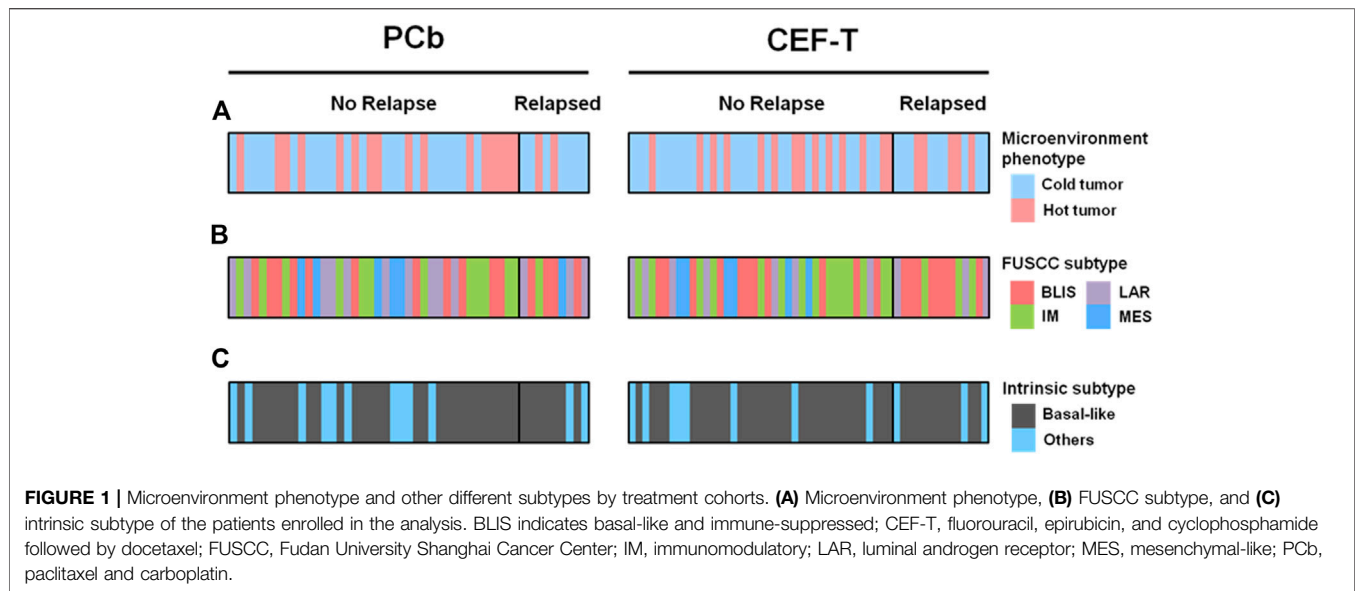 PCb
CEF-T
No Relapse
Relapsed
No Relapse
Relapsed
A
Microenvironment
phenotype
Cold tumor
Hot tumor
B
FUSCC subtype
BLIS
LAR
IM
MES
C
Intrinsic subtype
Basal-like
Others
FIGURE 1 | Microenvironment phenotype and other different subtypes by treatment cohorts. (A) Microenvironment phenotype, (B) FUSCC subtype, and (C)
intrinsic subtype of the patients enrolled in the analysis. BLIS indicates basal-like and immune-suppressed; CEF-T, fluorouracil, epirubicin, and cyclophosphamide
followed by docetaxel; FUSCC, Fudan University Shanghai Cancer Center; IM, immunomodulatory; LAR, luminal androgen receptor; MES, mesenchymal-like; PCb,
paclitaxel and carboplatin.